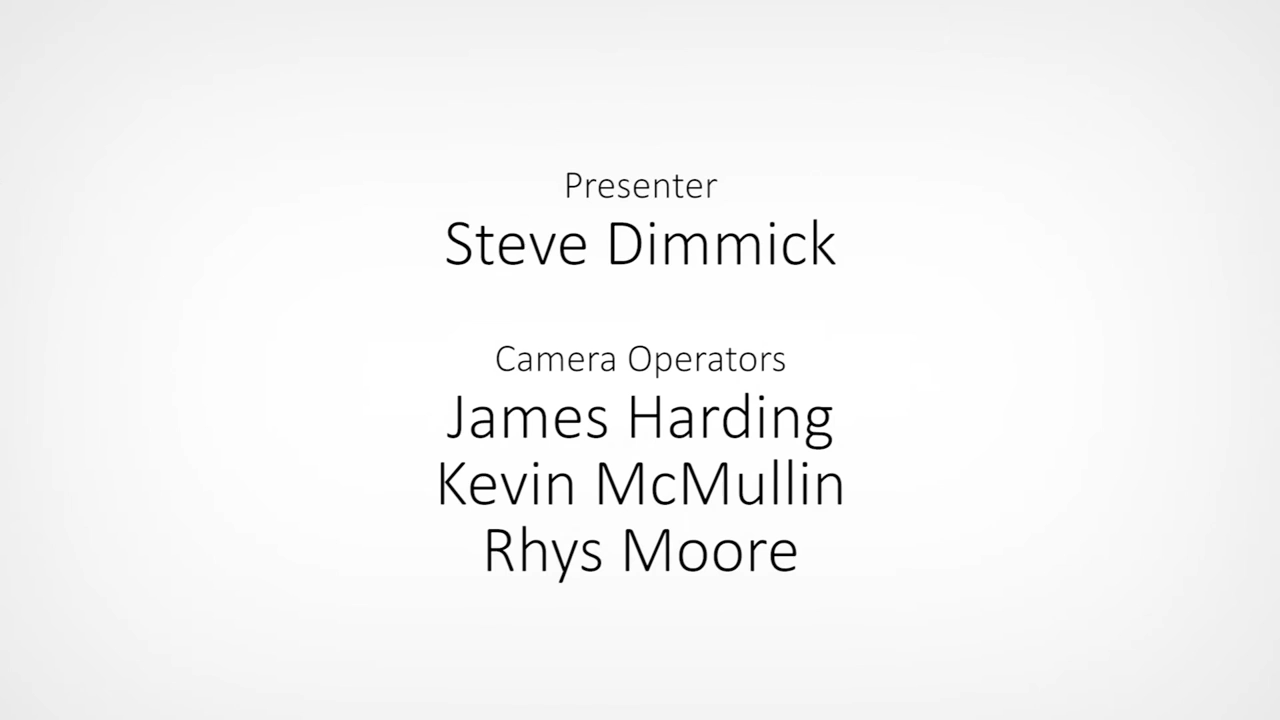 Presenter
Steve Dimmick
Camera Operators
James Harding
Kevin McMullin
Rhys Moore